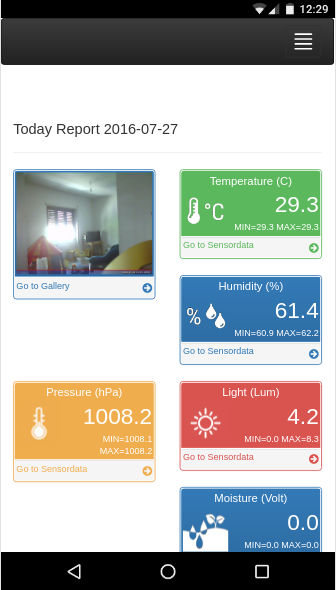 12:29
Today Report 2016-07-27
Go to Gallery
Temperature (C)
°C
29.3
MIN=29.3 MAX=29.3
Go to Sensordata
Humidity (%)
%
61.4
MIN=60.9 MAX=62.2
Go to Sensordata
Pressure (hPa)
1008.2
MIN=1008.1
MAX=1008.2
Go to Sensordata
Light (Lum)
4.2
MIN=0.0 MAX=8.3
Go to Sensordata
Moisture (Volt)
0.0
MIN=0.0 MAX=0.0